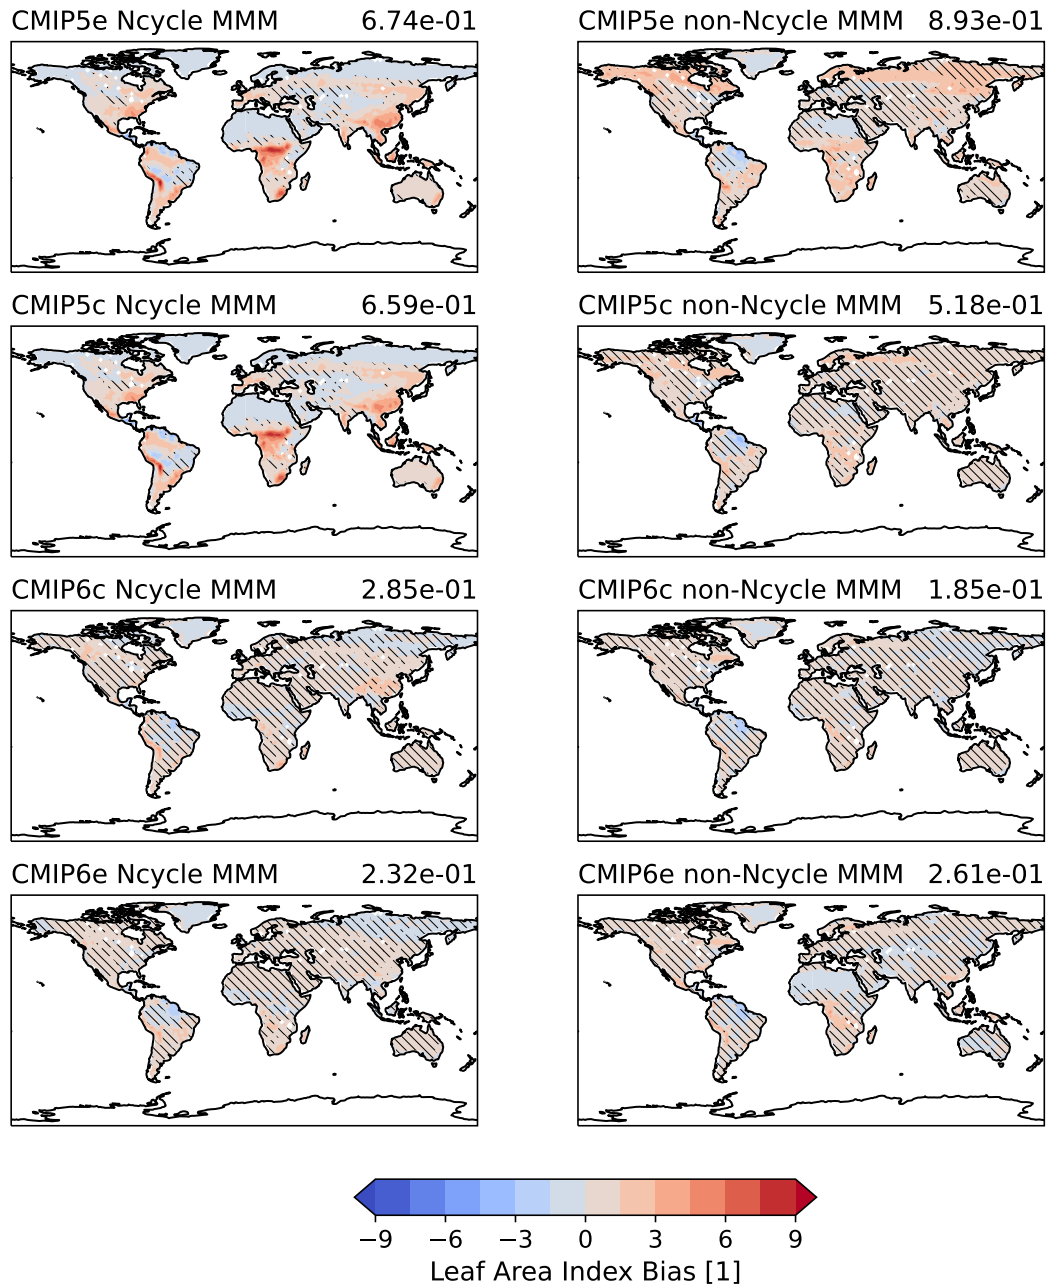 CMIP5e Ncycle MMM 6.74e-01
CMIP5e non-Ncycle MMM 8.93e-01
CMIP5c Ncycle MMM 6.59e-01
CMIP5c non-Ncycle MMM 5.18e-01
CMIP6c Ncycle MMM 2.85e-01
CMIP6c non-Ncycle MMM 1.85e-01
CMIP6e Ncycle MMM 2.32e-01
CMIP6e non-Ncycle MMM 2.61e-01
−9 −6 −3 0 3 6 9
Leaf Area Index Bias [1]